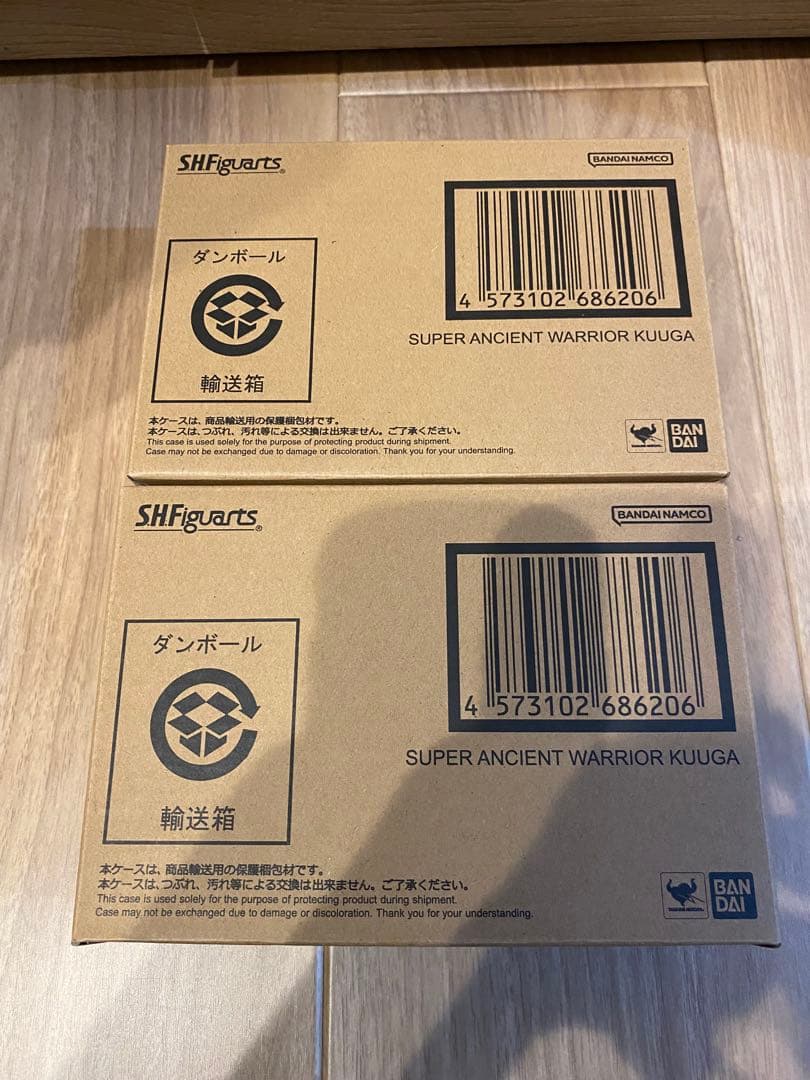 S.H.Figuarts®
BANDAI NAMCO
ダンボール
輸送箱
4 573102 686206
SUPER ANCIENT WARRIOR KUUGA
本ケースは、商品輸送用の保護梱包材です。
本ケースは、つぶれ、汚れ等による交換は出来ません。ご了承ください。
This case is used solely for the purpose of protecting product during shipment.
Case may not be exchanged due to damage or discoloration. Thank you for your understanding.
BAN
DAI
S.H.Figuarts®
BANDAI NAMCO
ダンボール
輸送箱
4 573102 686206
SUPER ANCIENT WARRIOR KUUGA
本ケースは、商品輸送用の保護梱包材です。
本ケースは、つぶれ、汚れ等による交換は出来ません。ご了承ください。
This case is used solely for the purpose of protecting product during shipment.
Case may not be exchanged due to damage or discoloration. Thank you for your understanding.
BAN
DAI